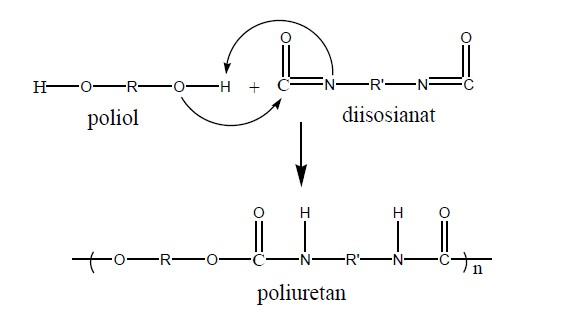 O O
H O R O H + C N R' N C
poliol diisosianat
O H H O
( O R O C N R' N C ) n
poliuretan